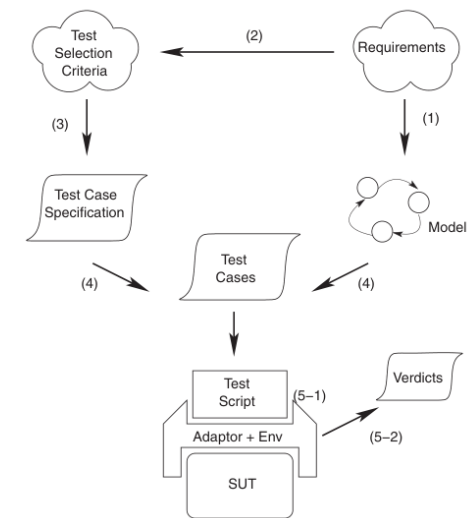 Test
Selection
Criteria
(2)
Requirements
(3)
(1)
Test Case
Specification
Model
(4)
Test
Cases
(4)
Test
Script
(5–1)
Verdicts
Adaptor + Env
(5–2)
SUT